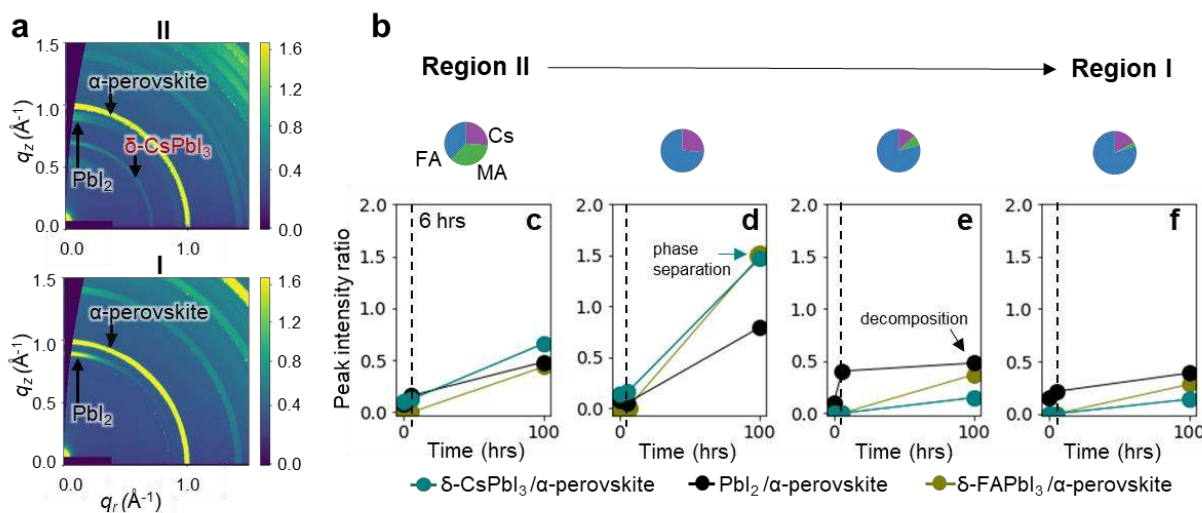 a
II
1.5
1.0
0.5
0.0
q_z (Å⁻¹)
α-perovskite
δ-CsPbI₃
PbI₂
0.0
1.0
1.6
1.2
0.8
0.4
0.0
I
1.5
1.0
0.5
0.0
q_z (Å⁻¹)
α-perovskite
PbI₂
0.0
1.0
q_r (Å⁻¹)
1.6
1.2
0.8
0.4
0.0
b
Region II
Region I
Cs
FA
MA
Peak intensity ratio
2.0
1.5
1.0
0.5
0.0
6 hrs
c
0
100
Time (hrs)
2.0
1.5
1.0
0.5
0.0
d
phase
separation
0
100
Time (hrs)
2.0
1.5
1.0
0.5
0.0
e
decomposition
0
100
Time (hrs)
2.0
1.5
1.0
0.5
0.0
f
0
100
Time (hrs)
δ-CsPbI₃/α-perovskite
PbI₂/α-perovskite
δ-FAPbI₃/α-perovskite